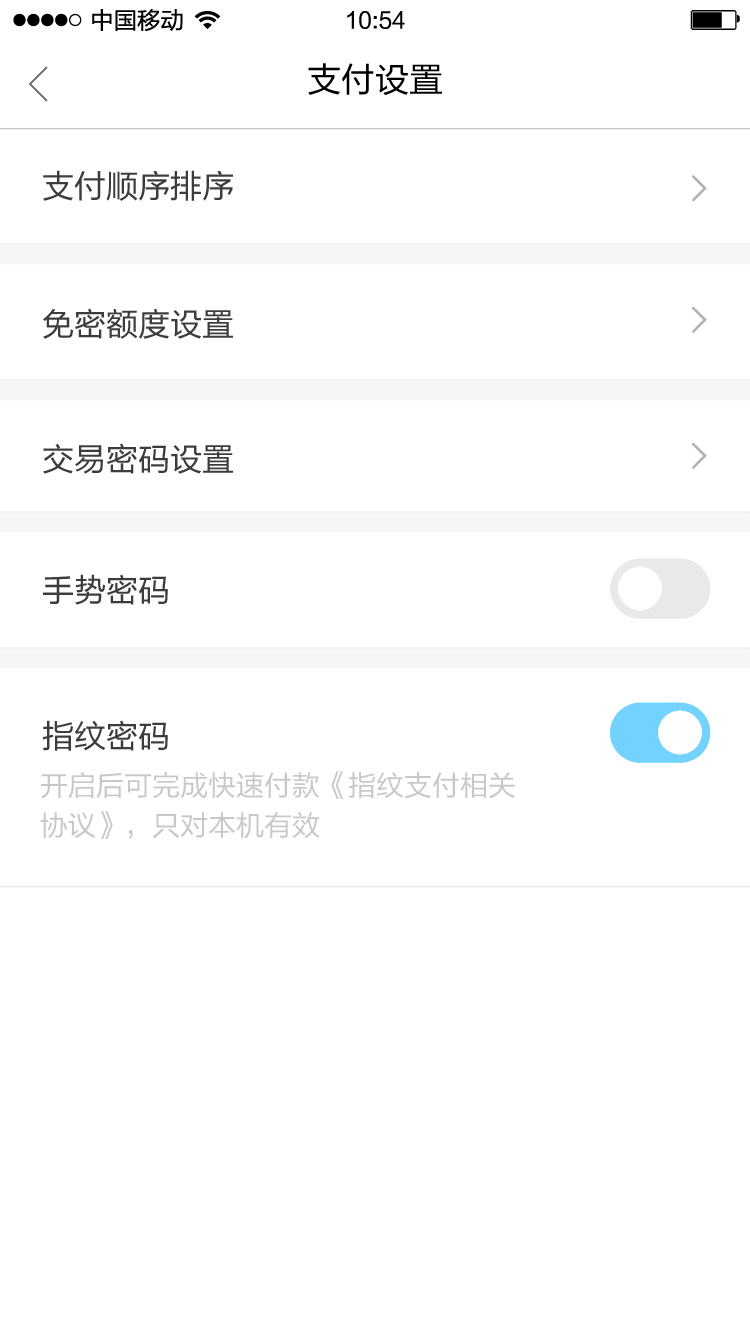 中国移动
10:54
支付设置
支付顺序排序
免密额度设置
交易密码设置
手势密码
指纹密码
开启后可完成快速付款《指纹支付相关
协议》，只对本机有效